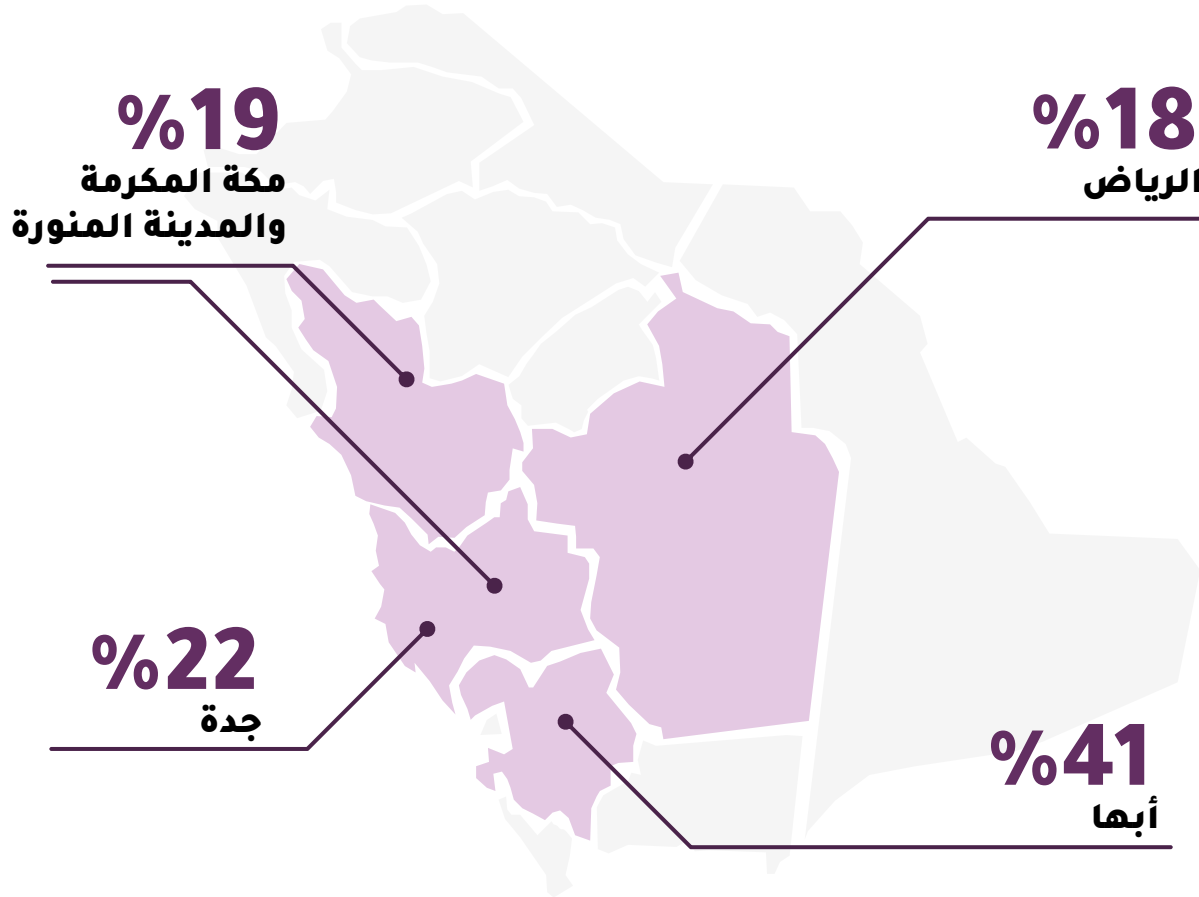 %18
الرياض
%19
مكة المكرمة
والمدينة المنورة
%22
جدة
%41
أبها